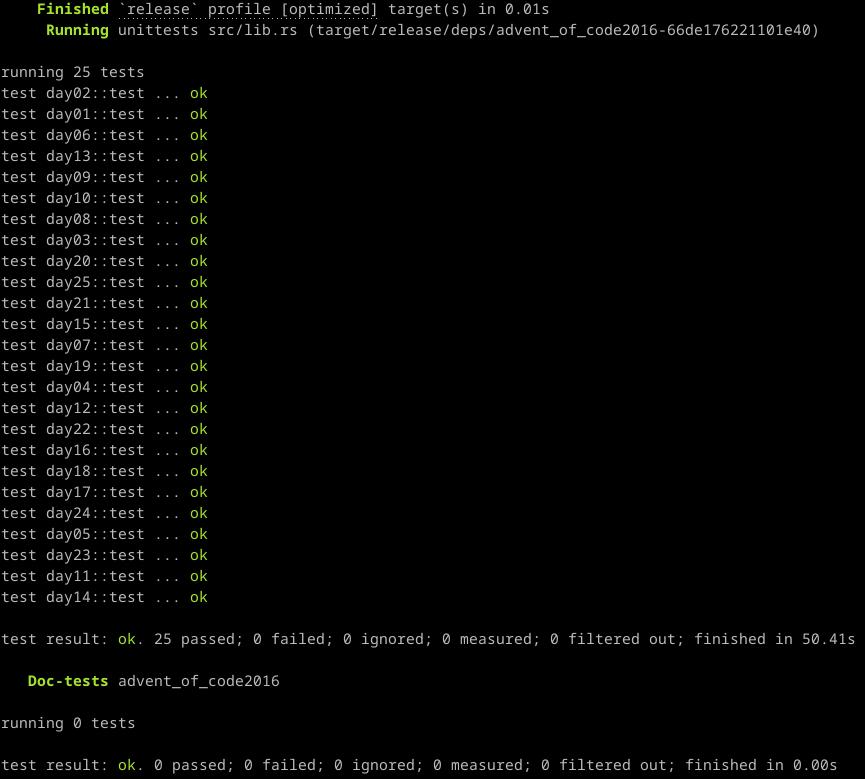 Finished `release` profile [optimized] target(s) in 0.01s
Running unittests src/lib.rs (target/release/deps/advent_of_code2016-66de176221101e40)
running 25 tests
test day02::test ... ok
test day01::test ... ok
test day06::test ... ok
test day13::test ... ok
test day09::test ... ok
test day10::test ... ok
test day08::test ... ok
test day03::test ... ok
test day20::test ... ok
test day25::test ... ok
test day21::test ... ok
test day15::test ... ok
test day07::test ... ok
test day19::test ... ok
test day04::test ... ok
test day12::test ... ok
test day22::test ... ok
test day16::test ... ok
test day18::test ... ok
test day17::test ... ok
test day24::test ... ok
test day05::test ... ok
test day23::test ... ok
test day11::test ... ok
test day14::test ... ok
test result: ok. 25 passed; 0 failed; 0 ignored; 0 measured; 0 filtered out; finished in 50.41s
Doc-tests advent_of_code2016
running 0 tests
test result: ok. 0 passed; 0 failed; 0 ignored; 0 measured; 0 filtered out; finished in 0.00s